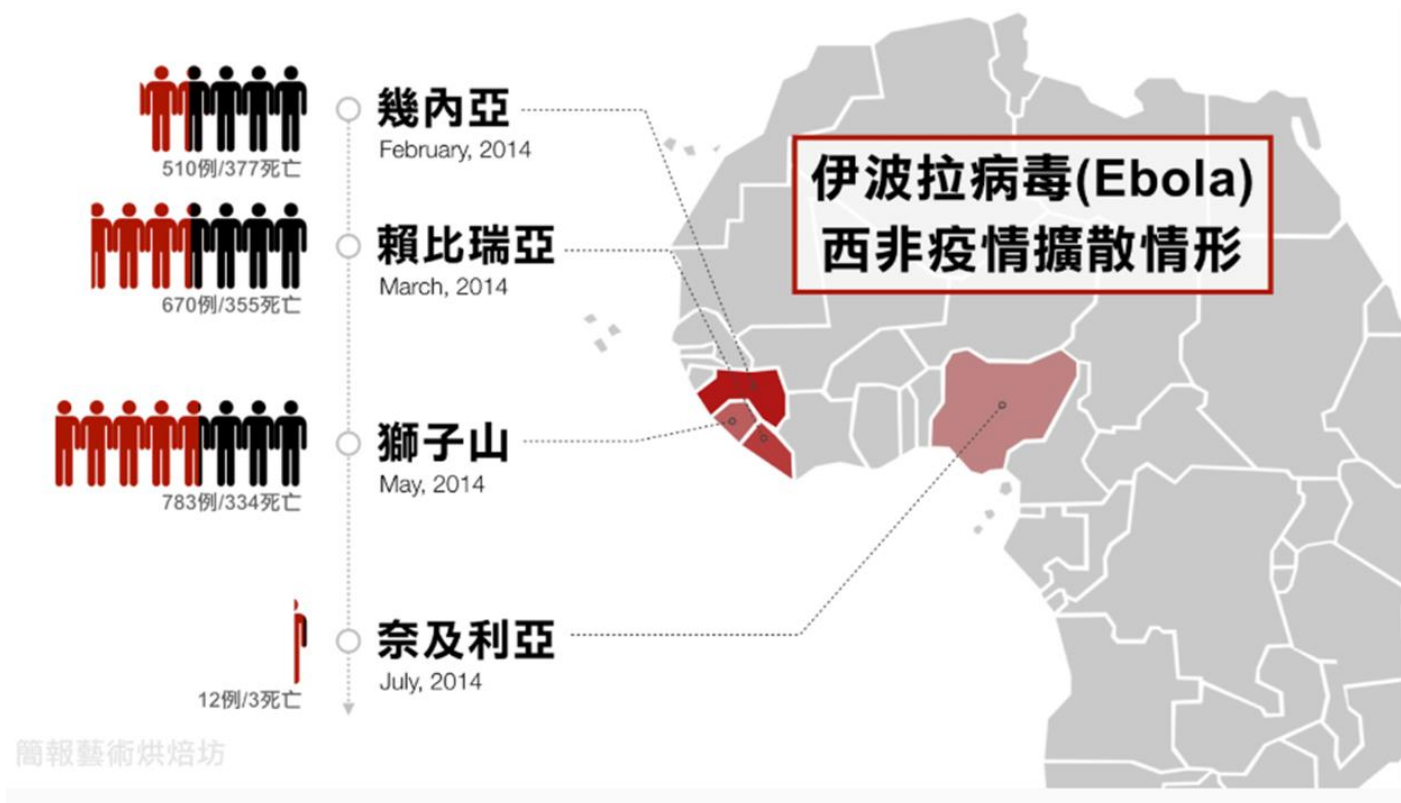 幾內亞
February, 2014
510例/377死亡
賴比瑞亞
March, 2014
670例/355死亡
獅子山
May, 2014
783例/334死亡
奈及利亞
July, 2014
12例/3死亡
伊波拉病毒(Ebola)
西非疫情擴散情形
簡報藝術烘焙坊